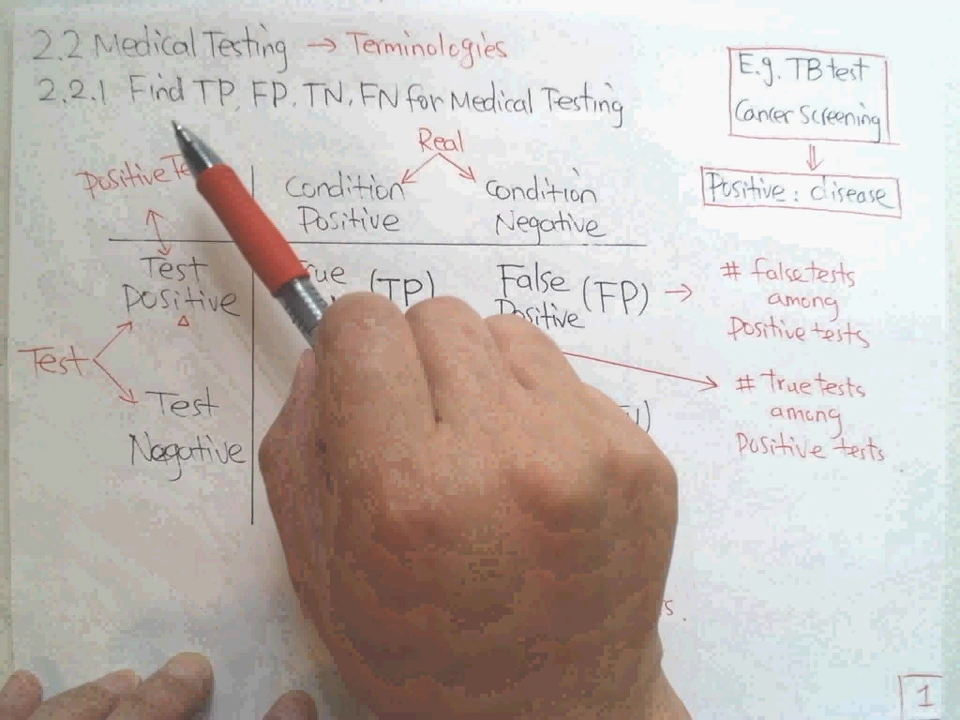 2.2 Medical Testing → Terminologies
2.2.1 Find TP, FP, TN, FN for Medical Testing
E.g. TB test
Cancer Screening
Positive : disease
Real
Positive
Condition
Positive
Condition
Negative
Test
Positive
(TP)
False
Positive
(FP) →
# false tests
among
Positive tests
Test
Test
Negative
# True tests
among
Positive tests
1